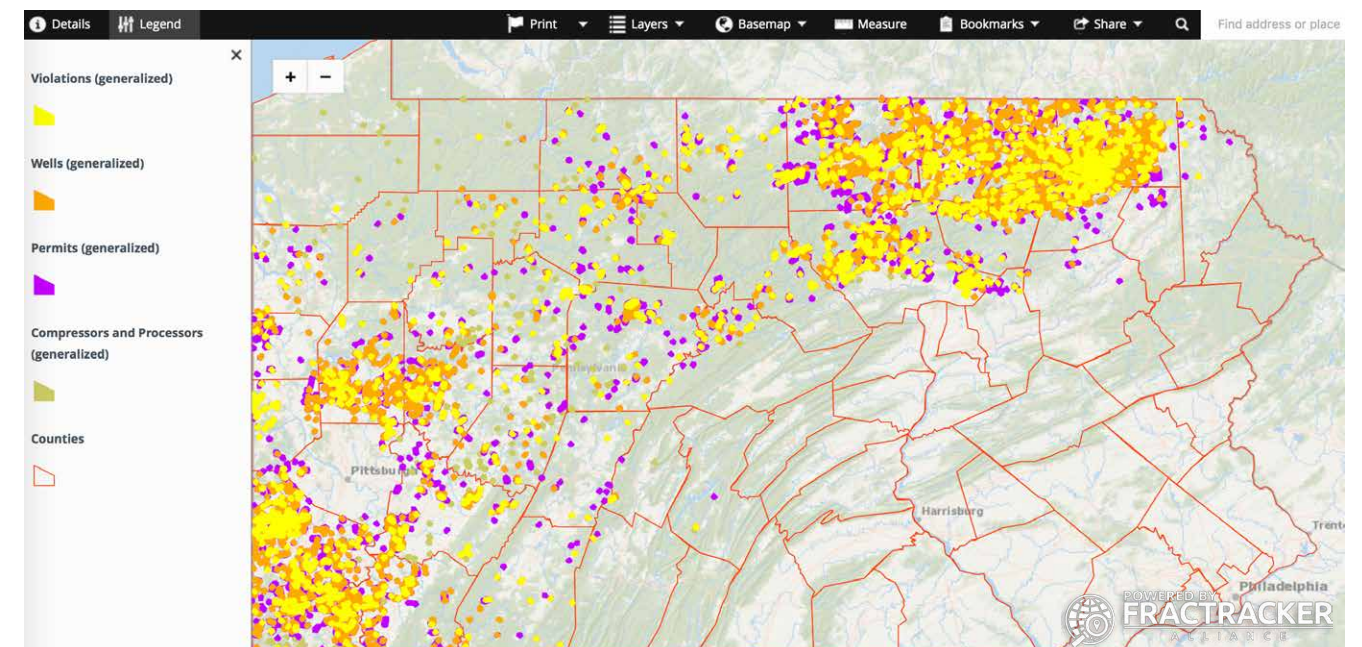 Details
Legend
Print
Layers
Basemap
Measure
Bookmarks
Share
Find address or place
Violations (generalized)
Wells (generalized)
Permits (generalized)
Compressors and Processors
(generalized)
Counties
Pittsburgh
Harrisburg
Trent
Philadelphia
POWERED BY
FRACTRACKER
ALLIANCE